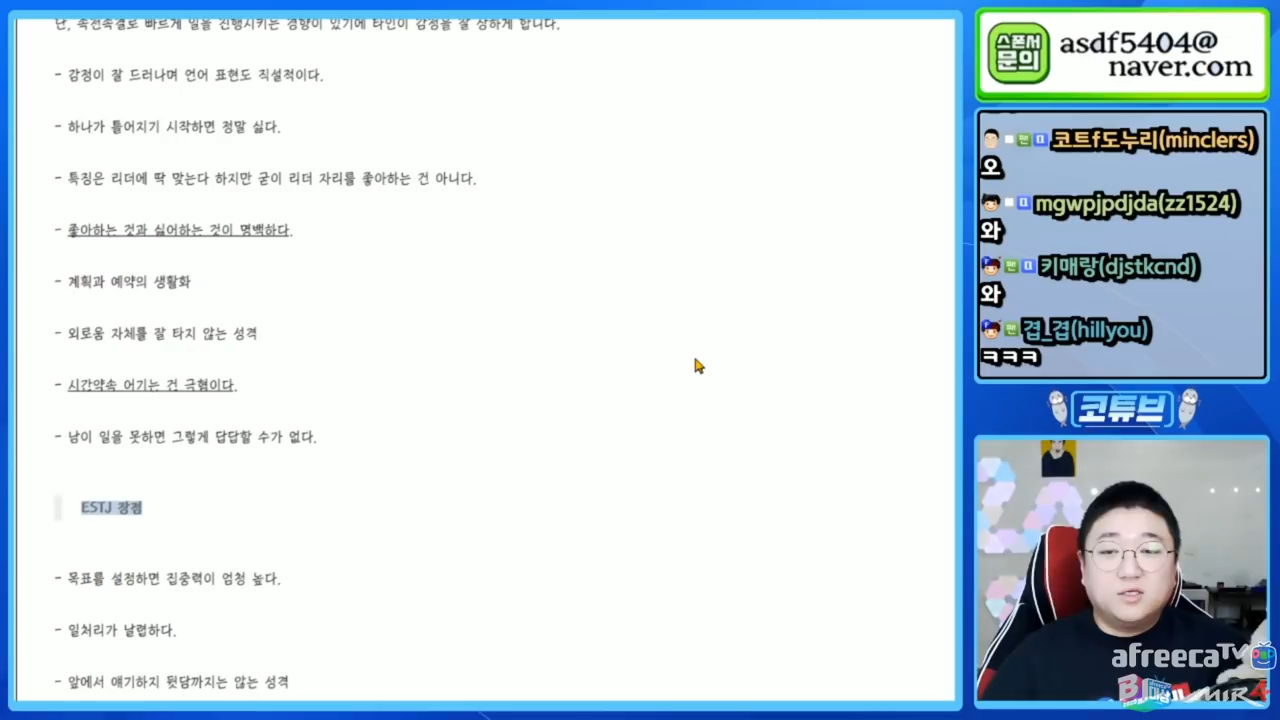 난, 속전속결로 빠르게 일을 진행시키는 경향이 있기에 타인이 감정을 잘 상하게 합니다.
- 감정이 잘 드러나며 언어 표현도 직설적이다.
- 하나가 틀어지기 시작하면 정말 싫다.
- 특징은 리더에 딱 맞는다 하지만 굳이 리더 자리를 좋아하는 건 아니다.
- 좋아하는 것과 싫어하는 것이 명백하다.
- 계획과 예약의 생활화
- 외로움 자체를 잘 타지 않는 성격
- 시간약속 어기는 건 극혐이다.
- 남이 일을 못하면 그렇게 답답할 수가 없다.
ESTJ 장점
- 목표를 설정하면 집중력이 엄청 높다.
- 일처리가 날렵하다.
- 앞에서 얘기하지 뒷담까지는 않는 성격
스폰서
문의
asdf5404@
naver.com
팬 코트f도누리(minclers)
오
mgwpjpdjda(zz1524)
와
팬 키매랑(djstkcnd)
와
팬 겹_겹(hillyou)
ㅋㅋㅋ
코튜브
afreecaTV
BJ
MIR4